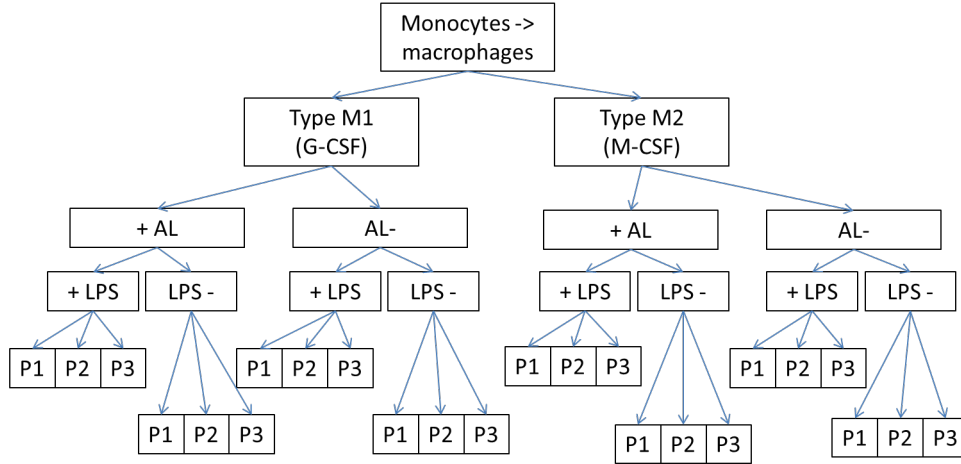 Monocytes ->
macrophages
Type M1
(G-CSF)
Type M2
(M-CSF)
+ AL
AL-
+ AL
AL-
+ LPS
LPS -
+ LPS
LPS -
+ LPS
LPS -
+ LPS
LPS -
P1 P2 P3
P1 P2 P3
P1 P2 P3
P1 P2 P3
P1 P2 P3
P1 P2 P3
P1 P2 P3
P1 P2 P3